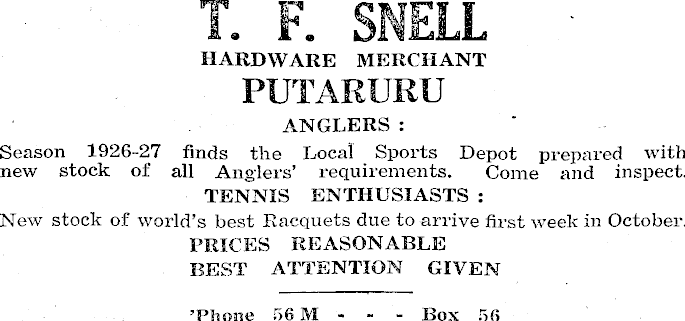 T. F. SNELL
HARDWARE MERCHANT
PUTARURU
ANGLERS :
Season 1926-27 finds the Local Sports Depot prepared with
new stock of all Anglers' requirements. Come and inspect.
TENNIS ENTHUSIASTS :
New stock of world's best Racquets due to arrive first week in October.
PRICES REASONABLE
BEST ATTENTION GIVEN
'Phone 56 M - - - Box 56